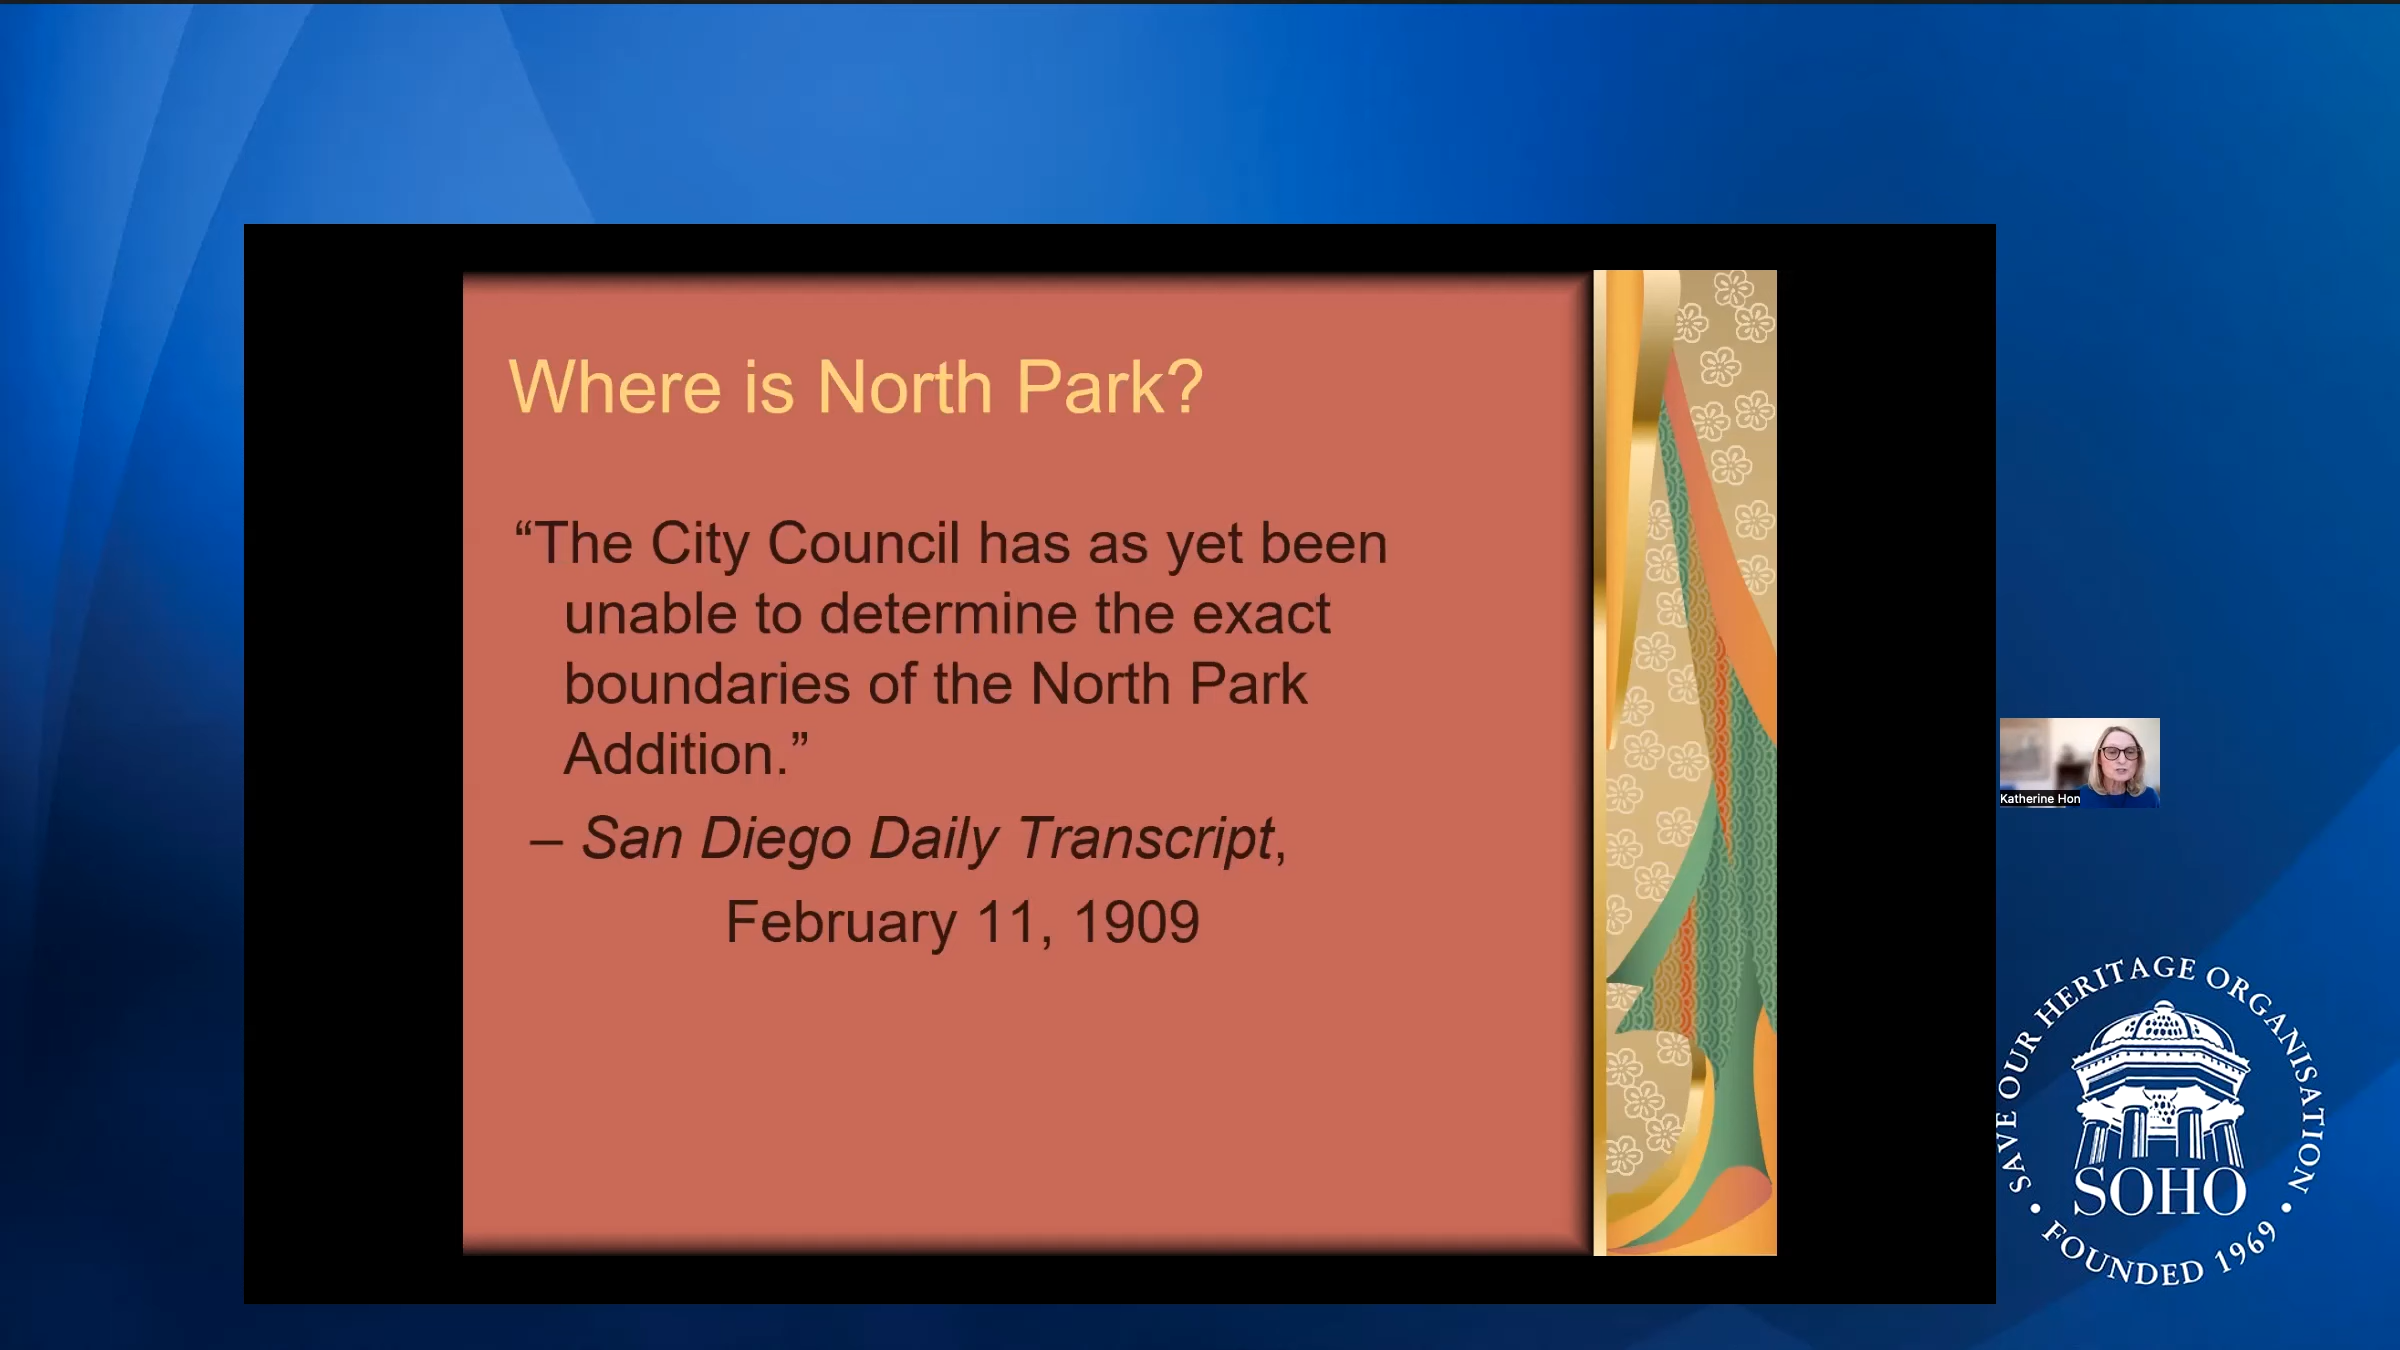 Where is North Park?
“The City Council has as yet been
unable to determine the exact
boundaries of the North Park
Addition.”
– San Diego Daily Transcript,
February 11, 1909
Katherine Hon
SAVE OUR HERITAGE ORGANISATION
SOHO
• FOUNDED 1969 •